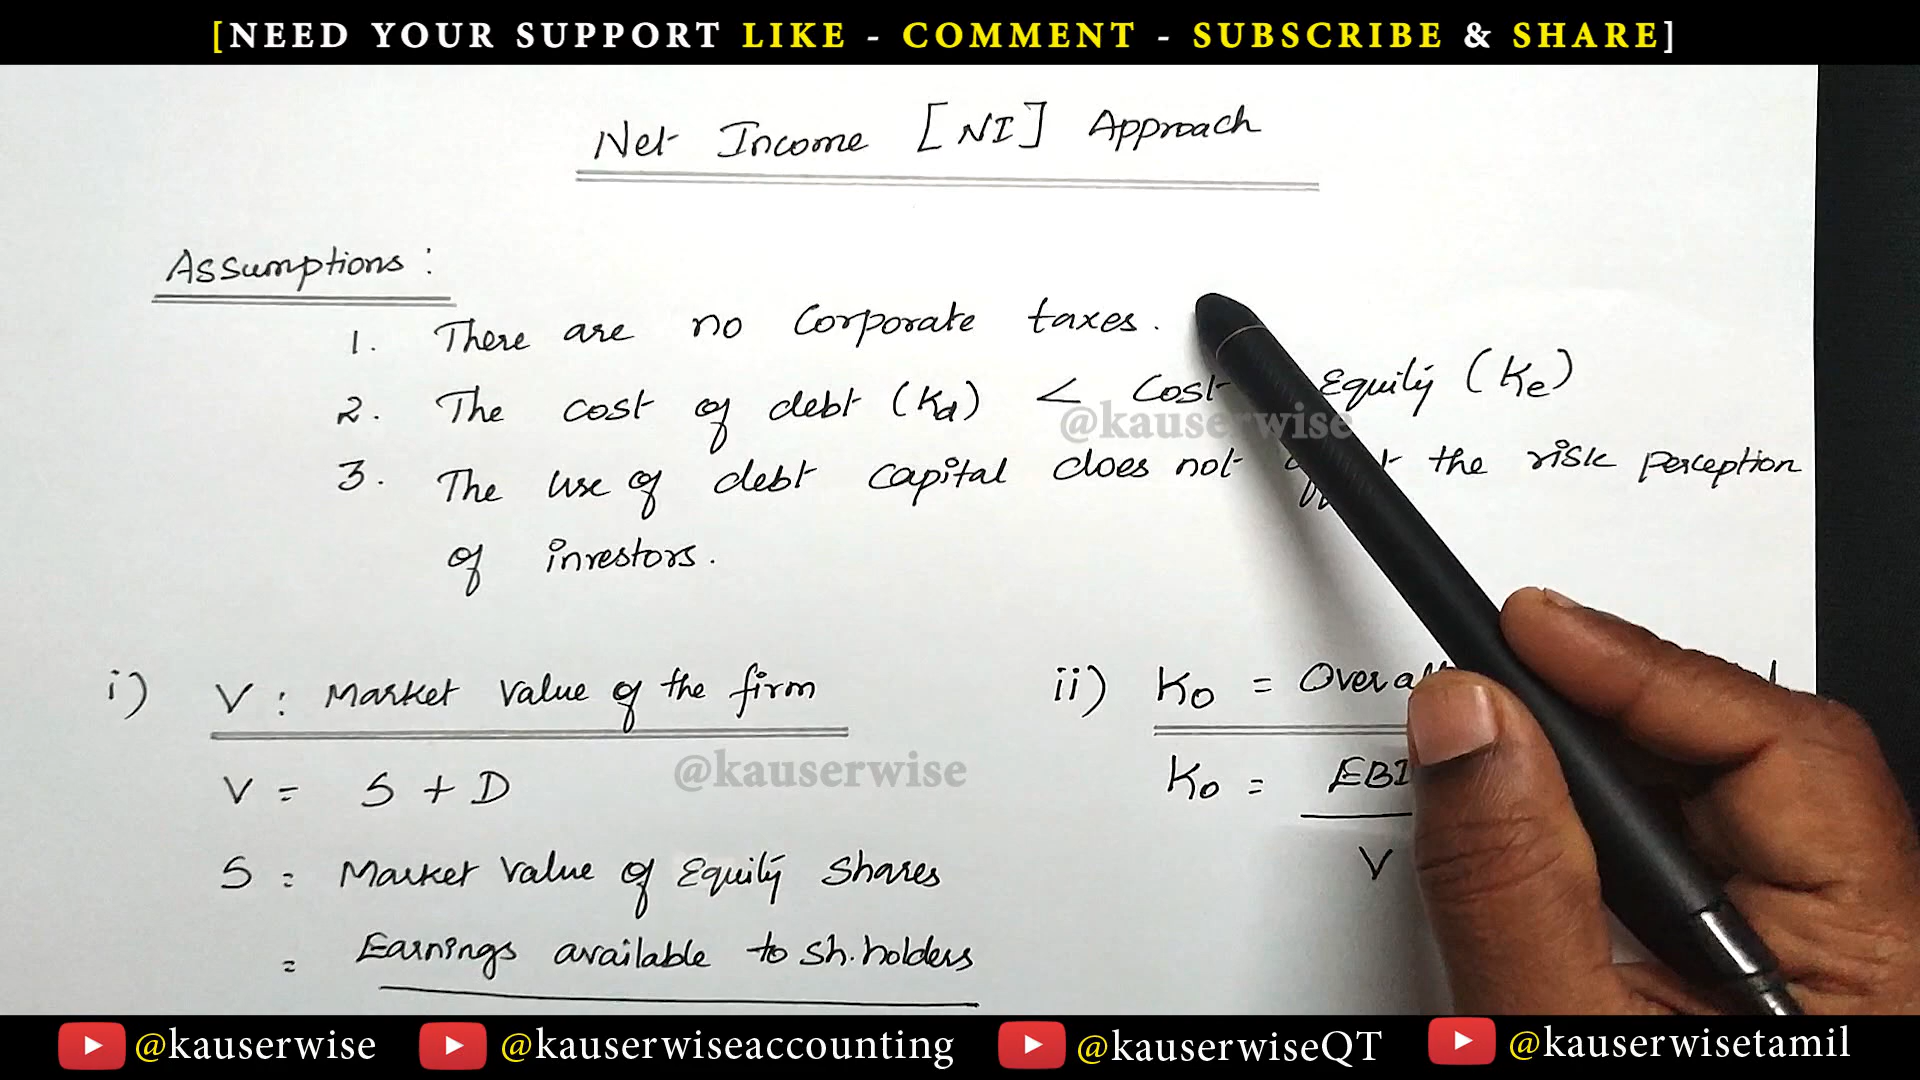 [NEED YOUR SUPPORT LIKE - COMMENT - SUBSCRIBE & SHARE]
Net Income [NI] Approach
Assumptions:
1. There are no Corporate taxes.
2. The cost of debt (Kd) < Cost Equity (Ke)
@kauserwise
3. The use of debt capital does not the risk perception
of investors.
i) V: Market Value of the firm
ii) Ko = Overall
@kauserwise
V = S + D
Ko = EBI
V
S = Market Value of Equity Shares
= Earnings available to Sh.holders
@kauserwise @kauserwiseaccounting @kauserwiseQT @kauserwisetamil